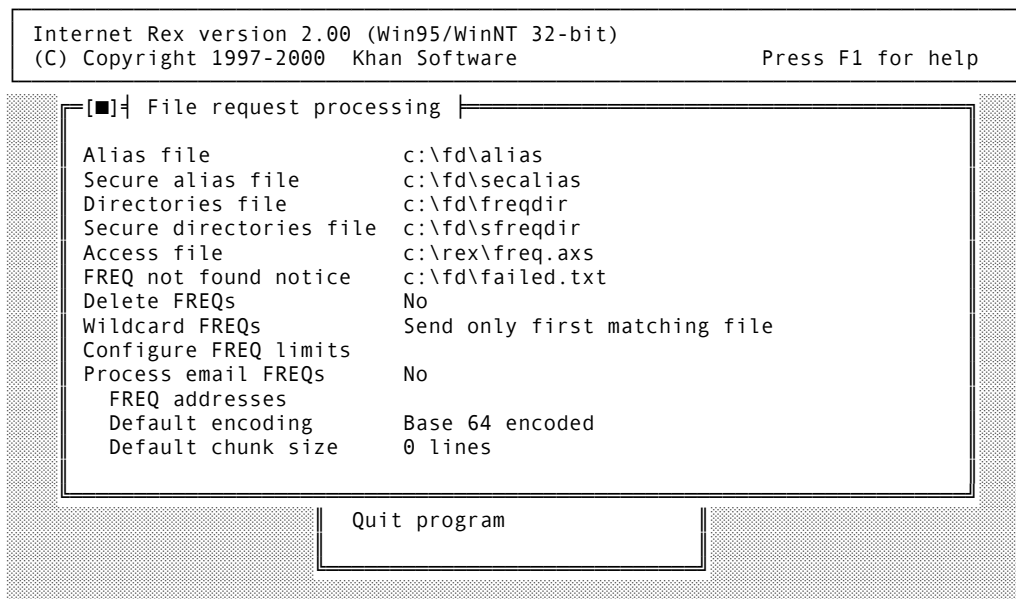 Internet Rex version 2.00 (Win95/WinNT 32-bit)
(C) Copyright 1997-2000 Khan Software Press F1 for help
[■] File request processing
Alias file c:\fd\alias
Secure alias file c:\fd\secalias
Directories file c:\fd\freqdir
Secure directories file c:\fd\sfreqdir
Access file c:\rex\freq.axs
FREQ not found notice c:\fd\failed.txt
Delete FREQs No
Wildcard FREQs Send only first matching file
Configure FREQ limits
Process email FREQs No
FREQ addresses
Default encoding Base 64 encoded
Default chunk size 0 lines
Quit program